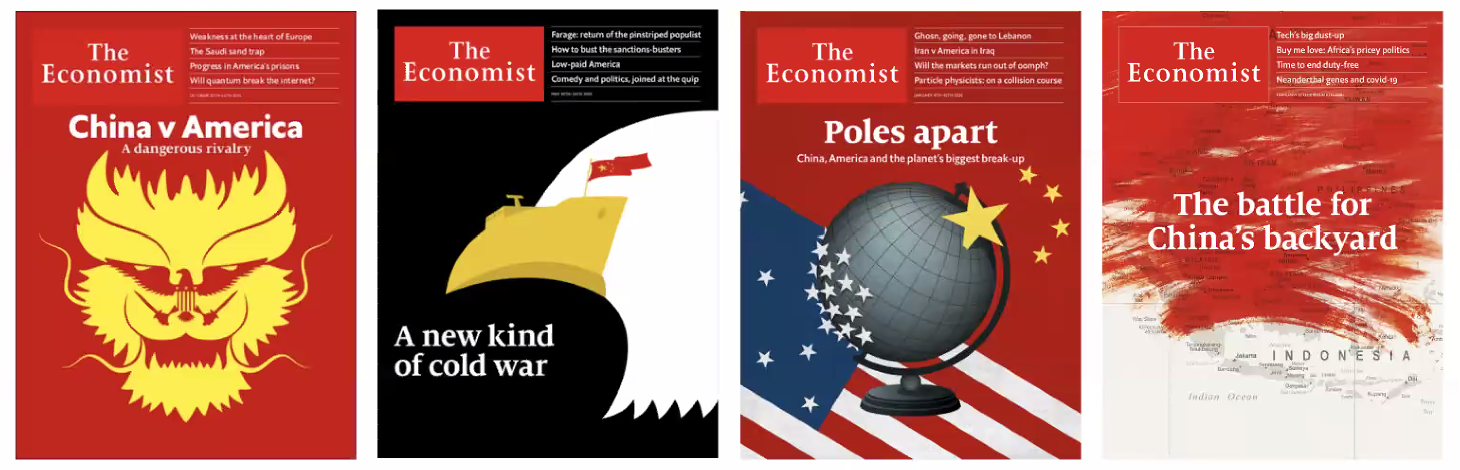 The
Economist
Weakness at the heart of Europe
The Saudi sand trap
Progress in America's prisons
Will quantum break the internet?
China v America
A dangerous rivalry
The
Economist
Farage: return of the pinstriped populist
How to bust the sanctions-busters
Low-paid America
Comedy and politics, joined at the quip
A new kind
of cold war
The
Economist
Ghosn, going, gone to Lebanon
Iran v America in Iraq
Will the markets run out of oomph?
Particle physicists: on a collision course
Poles apart
China, America and the planet's biggest break-up
The
Economist
Tech's big dust-up
Buy me love: Africa's pricey politics
Time to end duty-free
Neanderthal genes and covid-19
PHILIPPINES
The battle for
China's backyard
Jakarta
INDONESIA
Indian Ocean